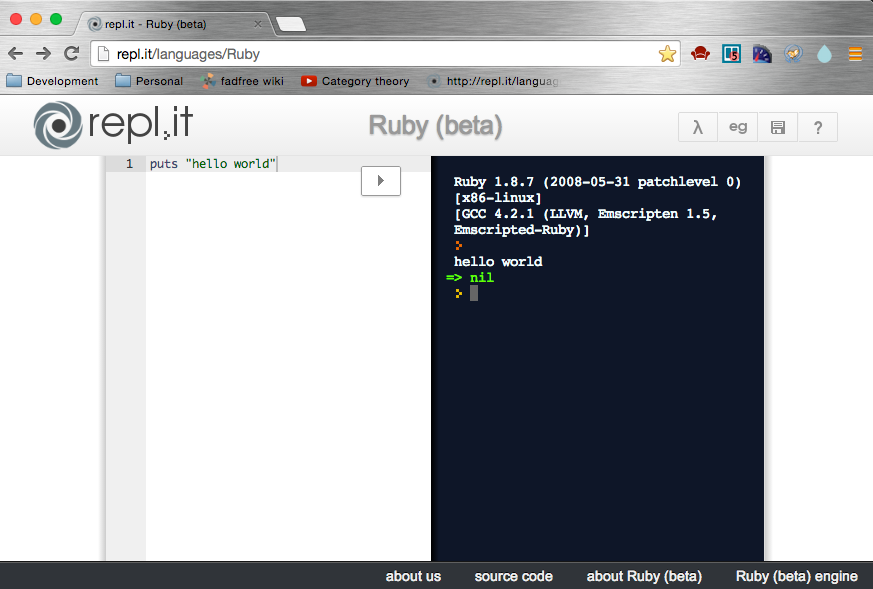 repl.it - Ruby (beta)
repl.it/languages/Ruby
5
Development Personal fadfree wiki Category theory http://repl.it/languag
repl.it Ruby (beta) λ eg ?
1 puts "hello world"
Ruby 1.8.7 (2008-05-31 patchlevel 0)
[x86-linux]
[GCC 4.2.1 (LLVM, Emscripten 1.5,
Emscripted-Ruby)]
>
hello world
=> nil
>
about us source code about Ruby (beta) Ruby (beta) engine